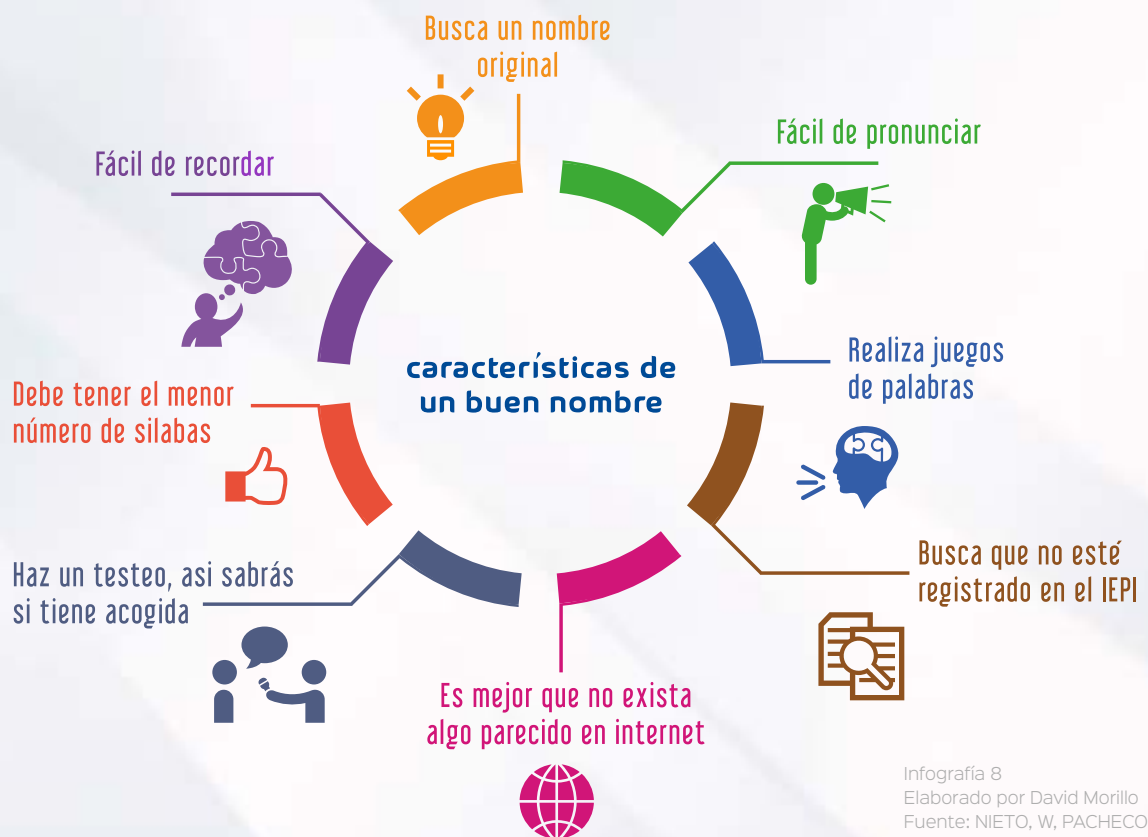 Busca un nombre
original
Fácil de pronunciar
Fácil de recordar
Realiza juegos
de palabras
características de
un buen nombre
Debe tener el menor
número de silabas
Busca que no esté
registrado en el IEPI
Haz un testeo, asi sabrás
si tiene acogida
Es mejor que no exista
algo parecido en internet
Infografía 8
Elaborado por David Morillo
Fuente: NIETO, W, PACHECO